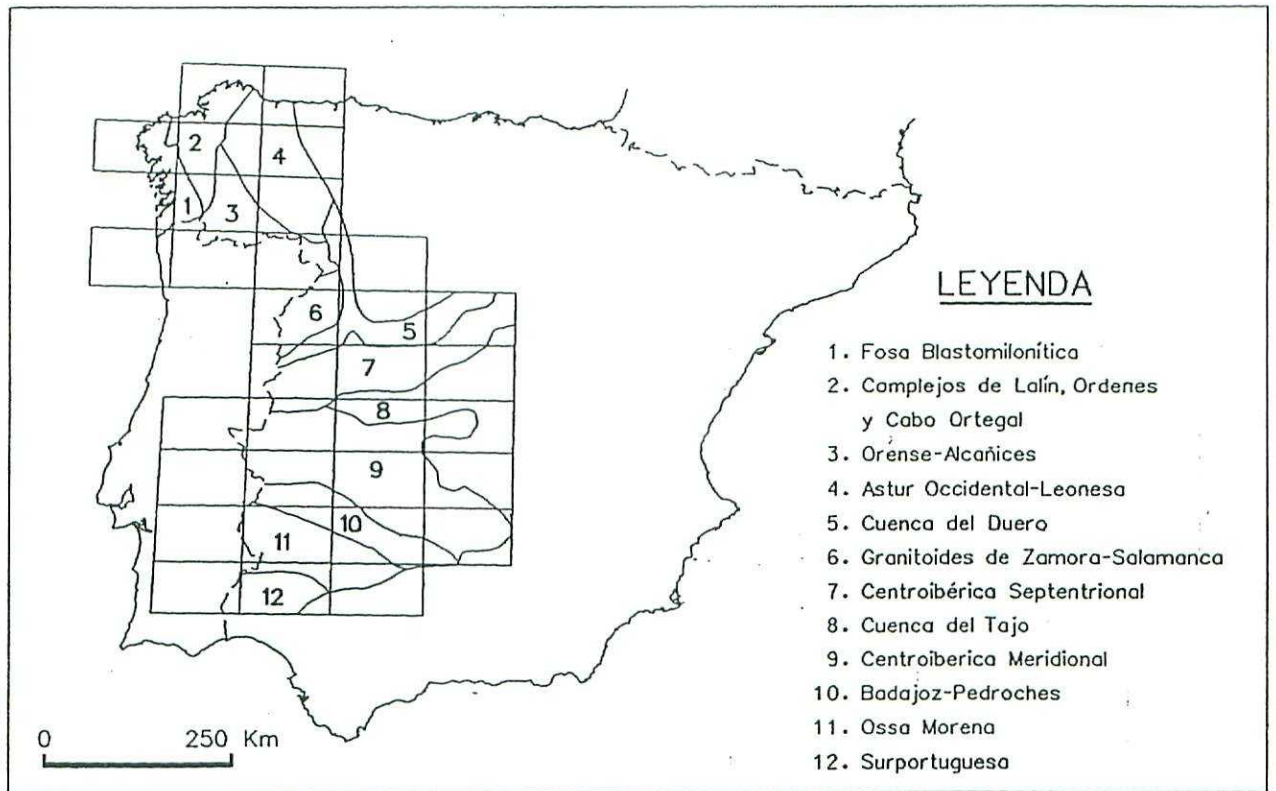 2
4
1
3
6
5
7
8
9
10
11
12
0 250 Km
LEYENDA
1. Fosa Blastomilonítica
2. Complejos de Lalín, Ordenes
y Cabo Ortegal
3. Orense-Alcañices
4. Astur Occidental-Leonesa
5. Cuenca del Duero
6. Granitoides de Zamora-Salamanca
7. Centroibérica Septentrional
8. Cuenca del Tajo
9. Centroiberica Meridional
10. Badajoz-Pedroches
11. Ossa Morena
12. Surportuguesa